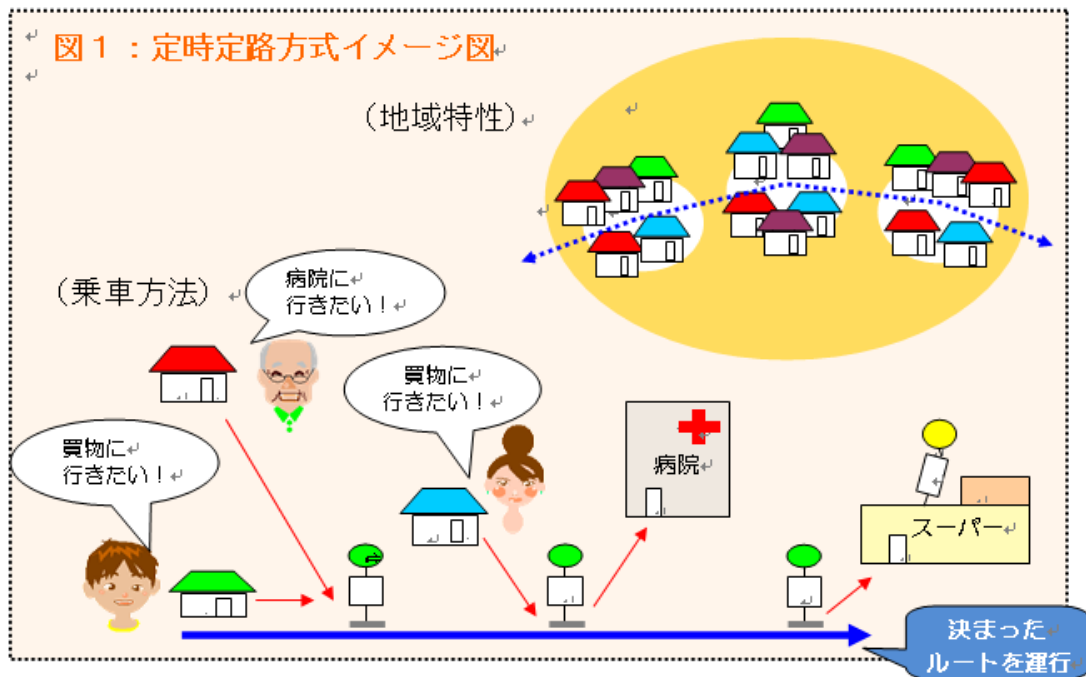 図１：定時定路方式イメージ図
（地域特性）
（乗車方法）
病院に
行きたい！
買物に
行きたい！
買物に
行きたい！
病院
スーパー
決まった
ルートを運行